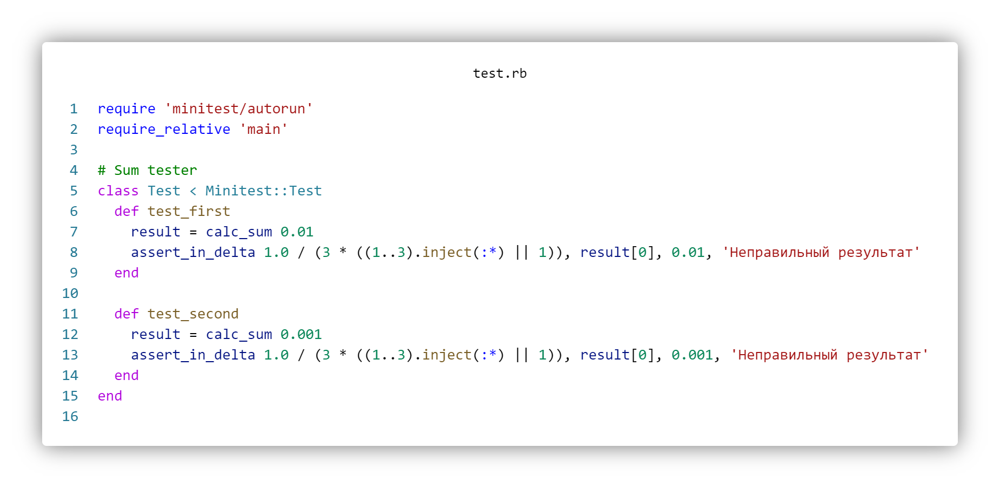 test.rb
1 require 'minitest/autorun'
2 require_relative 'main'
3
4 # Sum tester
5 class Test < Minitest::Test
6   def test_first
7     result = calc_sum 0.01
8     assert_in_delta 1.0 / (3 * ((1..3).inject(:*) || 1)), result[0], 0.01, 'Неправильный результат'
9   end
10
11   def test_second
12     result = calc_sum 0.001
13     assert_in_delta 1.0 / (3 * ((1..3).inject(:*) || 1)), result[0], 0.001, 'Неправильный результат'
14   end
15 end
16